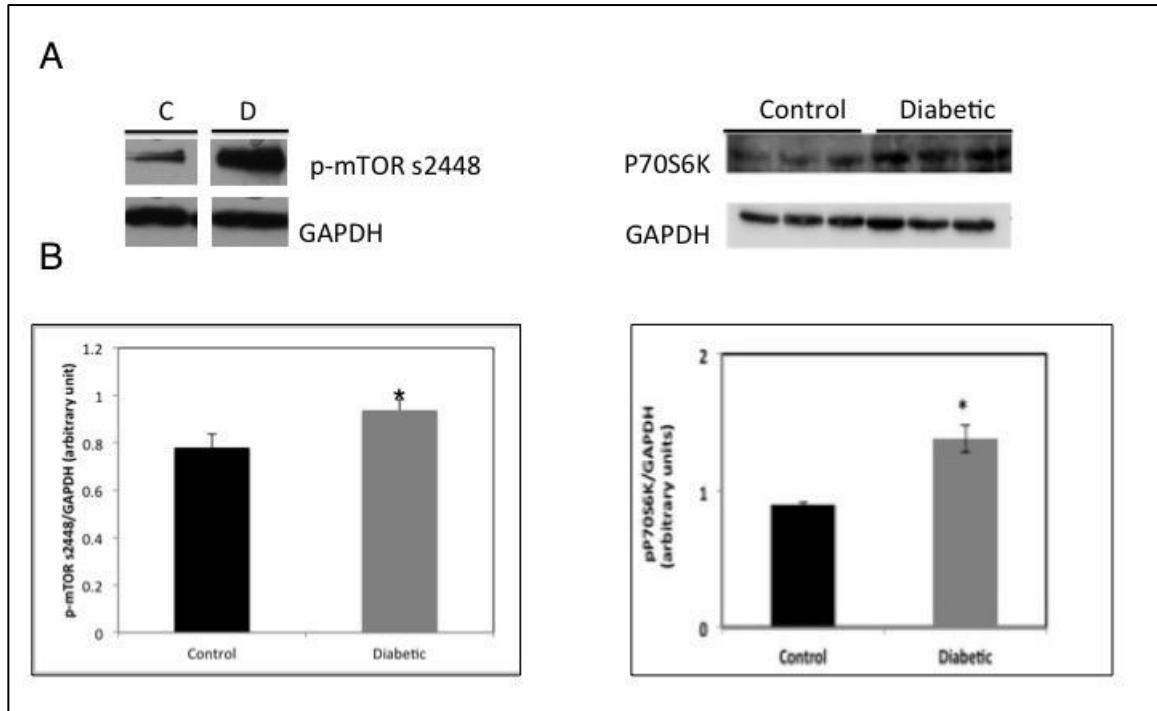 A
C D
p-mTOR s2448
GAPDH
Control Diabetic
P70S6K
GAPDH
B
p-mTOR s2448/GAPDH (arbitrary unit)
1.2
1
0.8
0.6
0.4
0.2
0
*
Control Diabetic
pP70S6K/GAPDH
(arbitrary units)
2
1
0
*
Control Diabetic